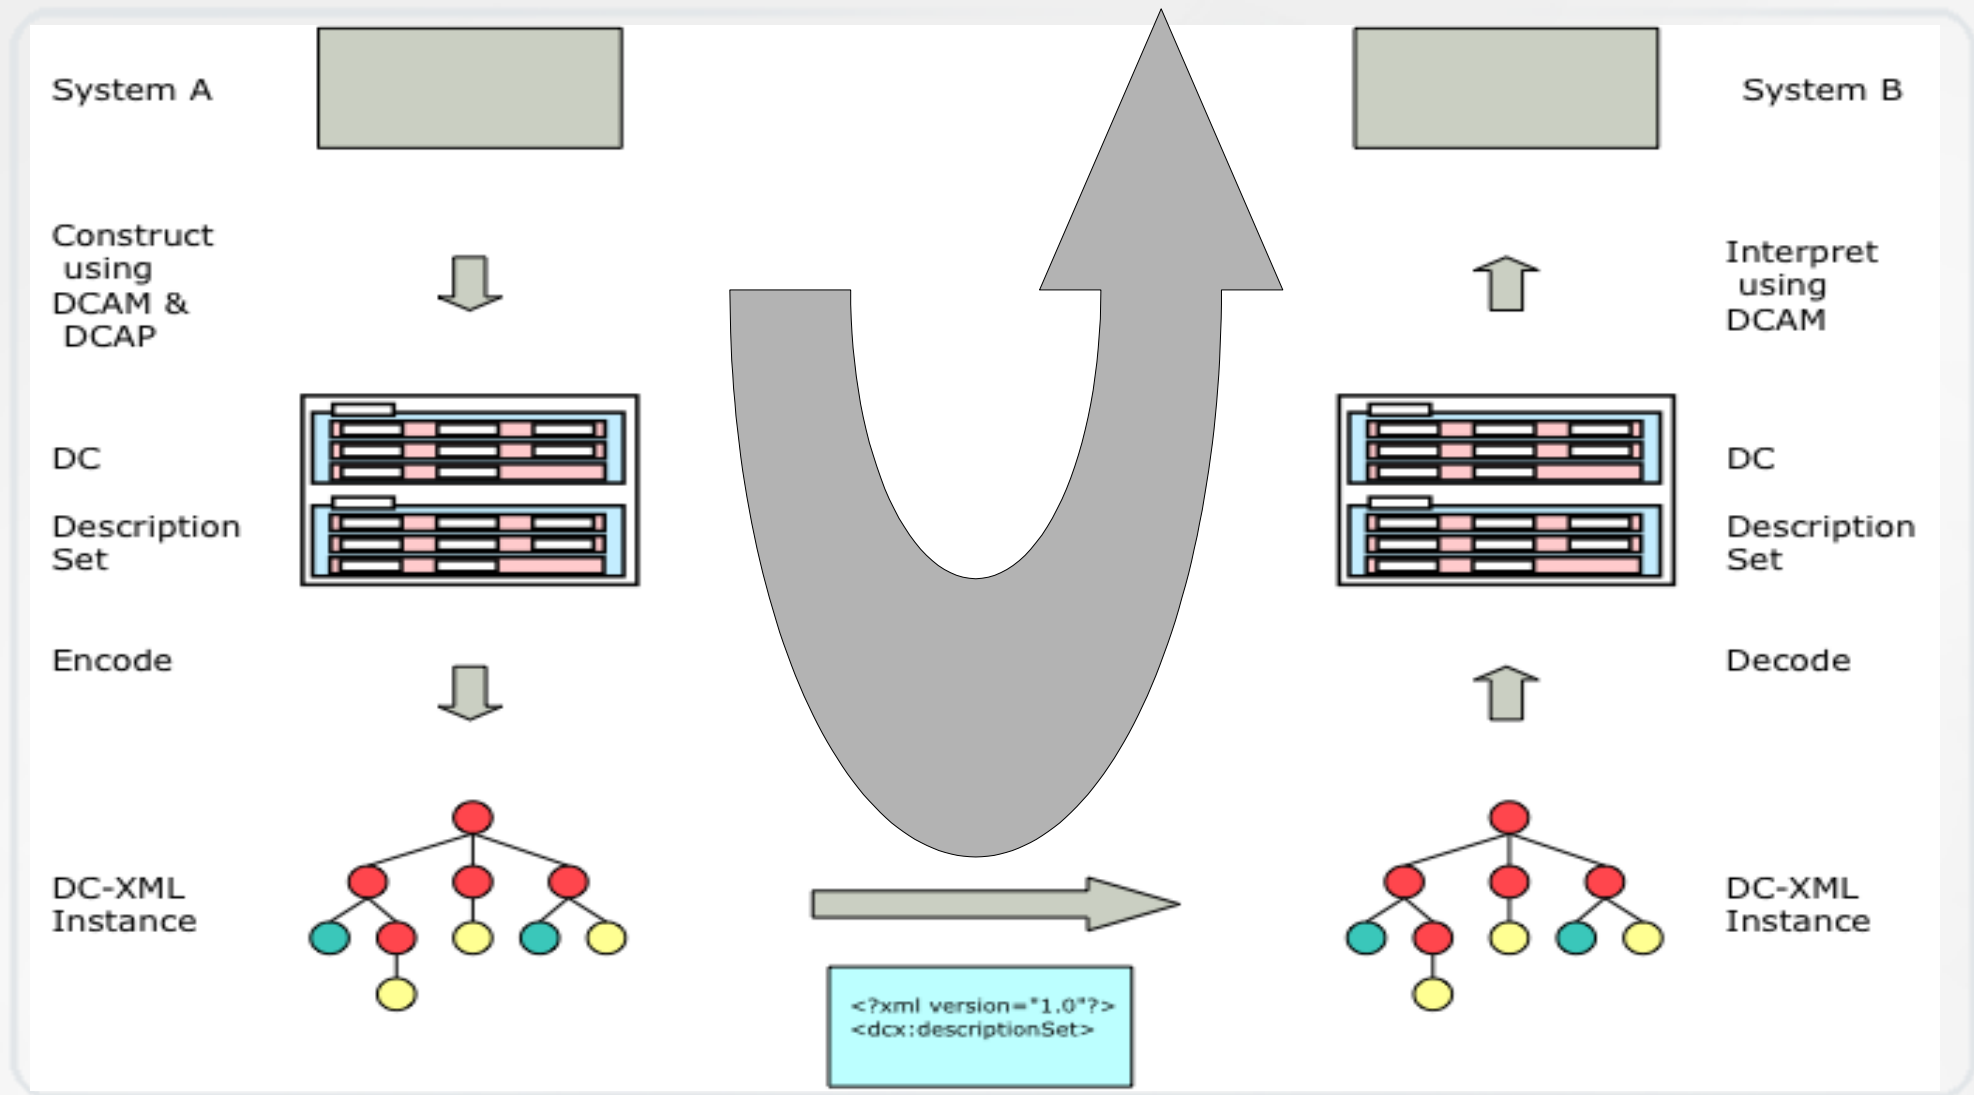 System A
Construct
using
DCAM &
DCAP
DC
Description
Set
Encode
DC-XML
Instance
<?xml version="1.0"?>
<dcx:descriptionSet>
System B
Interpret
using
DCAM
DC
Description
Set
Decode
DC-XML
Instance